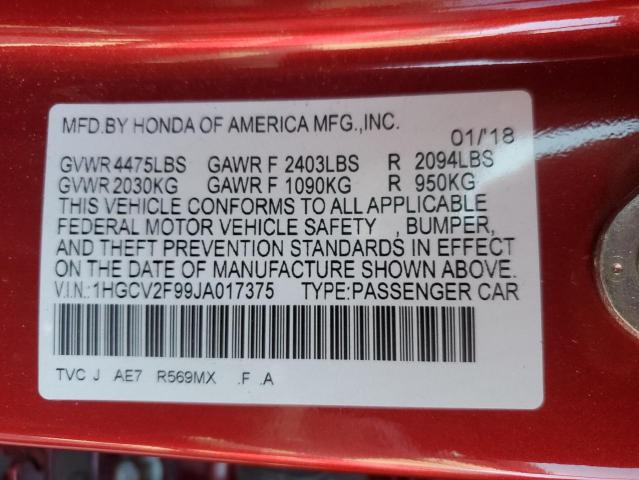 MFD.BY HONDA OF AMERICA MFG.,INC.
01/'18
GVWR 4475LBS GAWR F 2403LBS R 2094LBS
GVWR 2030KG GAWR F 1090KG R 950KG
THIS VEHICLE CONFORMS TO ALL APPLICABLE
FEDERAL MOTOR VEHICLE SAFETY , BUMPER,
AND THEFT PREVENTION STANDARDS IN EFFECT
ON THE DATE OF MANUFACTURE SHOWN ABOVE.
V.I.N.:1HGCV2F99JA017375 TYPE:PASSENGER CAR
TVC J AE7 R569MX .F .A